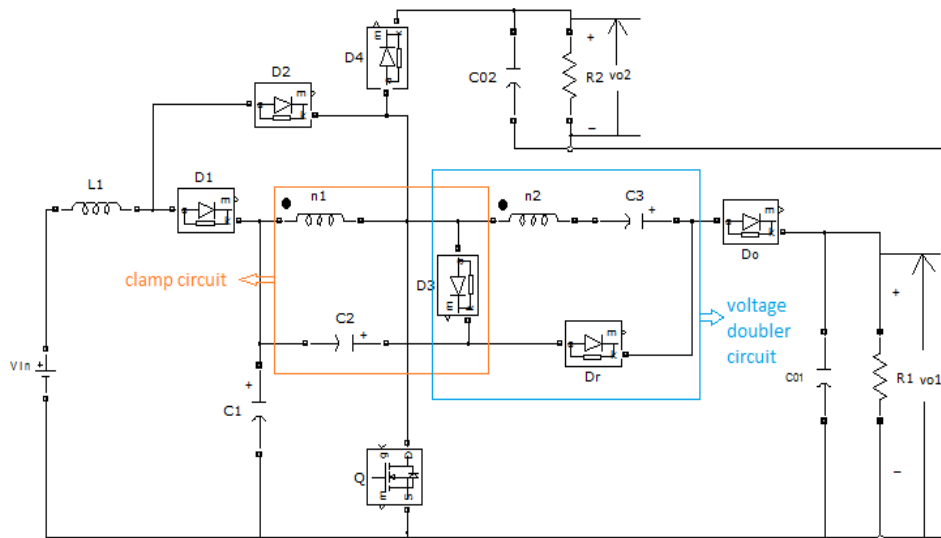 D4
m
k
a
C02
+
R2
vo2
−
D2
m
a
k
L1
D1
m
a
k
n1
n2
C3
+
m
a
k
Do
clamp circuit
D3
a
k
m
voltage
doubler
circuit
C2
+
m
a
k
Dr
+
Vin
+
C1
+
C01
R1
vo1
−
g
D
Q
m
S